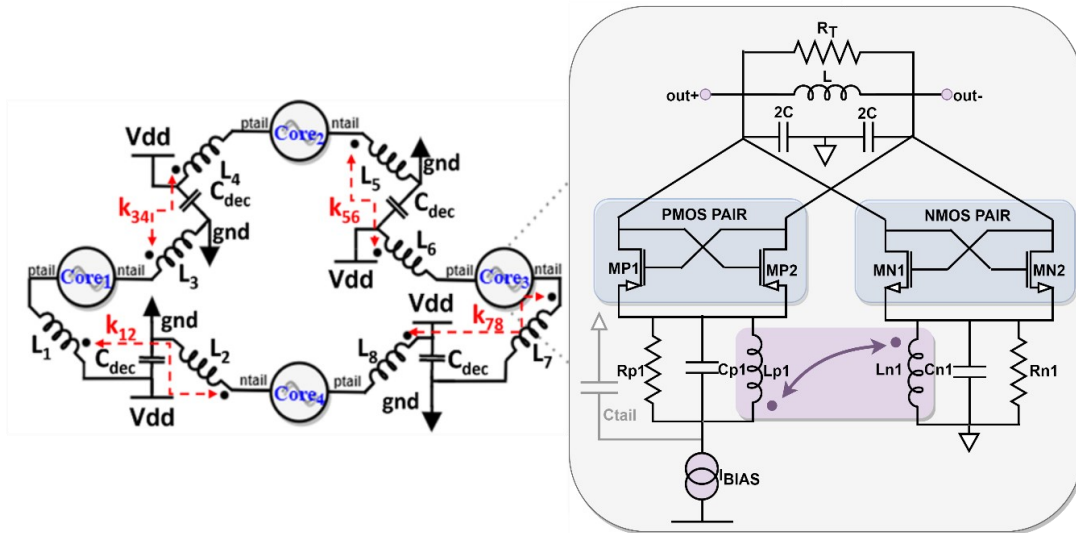 Vdd
ptail
Core2
ntail
gnd
L4
L5
Cdec
Cdec
k34
k56
gnd
L6
Vdd
ptail
Core1
ntail
L3
ptail
Core3
ntail
gnd
Vdd
k12
k78
L1
L2
L8
L7
Cdec
Cdec
Vdd
ntail
Core4
ptail
gnd
RT
L
out+
out-
2C
2C
PMOS PAIR
NMOS PAIR
MP1
MP2
MN1
MN2
Rp1
Cp1
Lp1
Ln1
Cn1
Rn1
Ctail
IBIAS